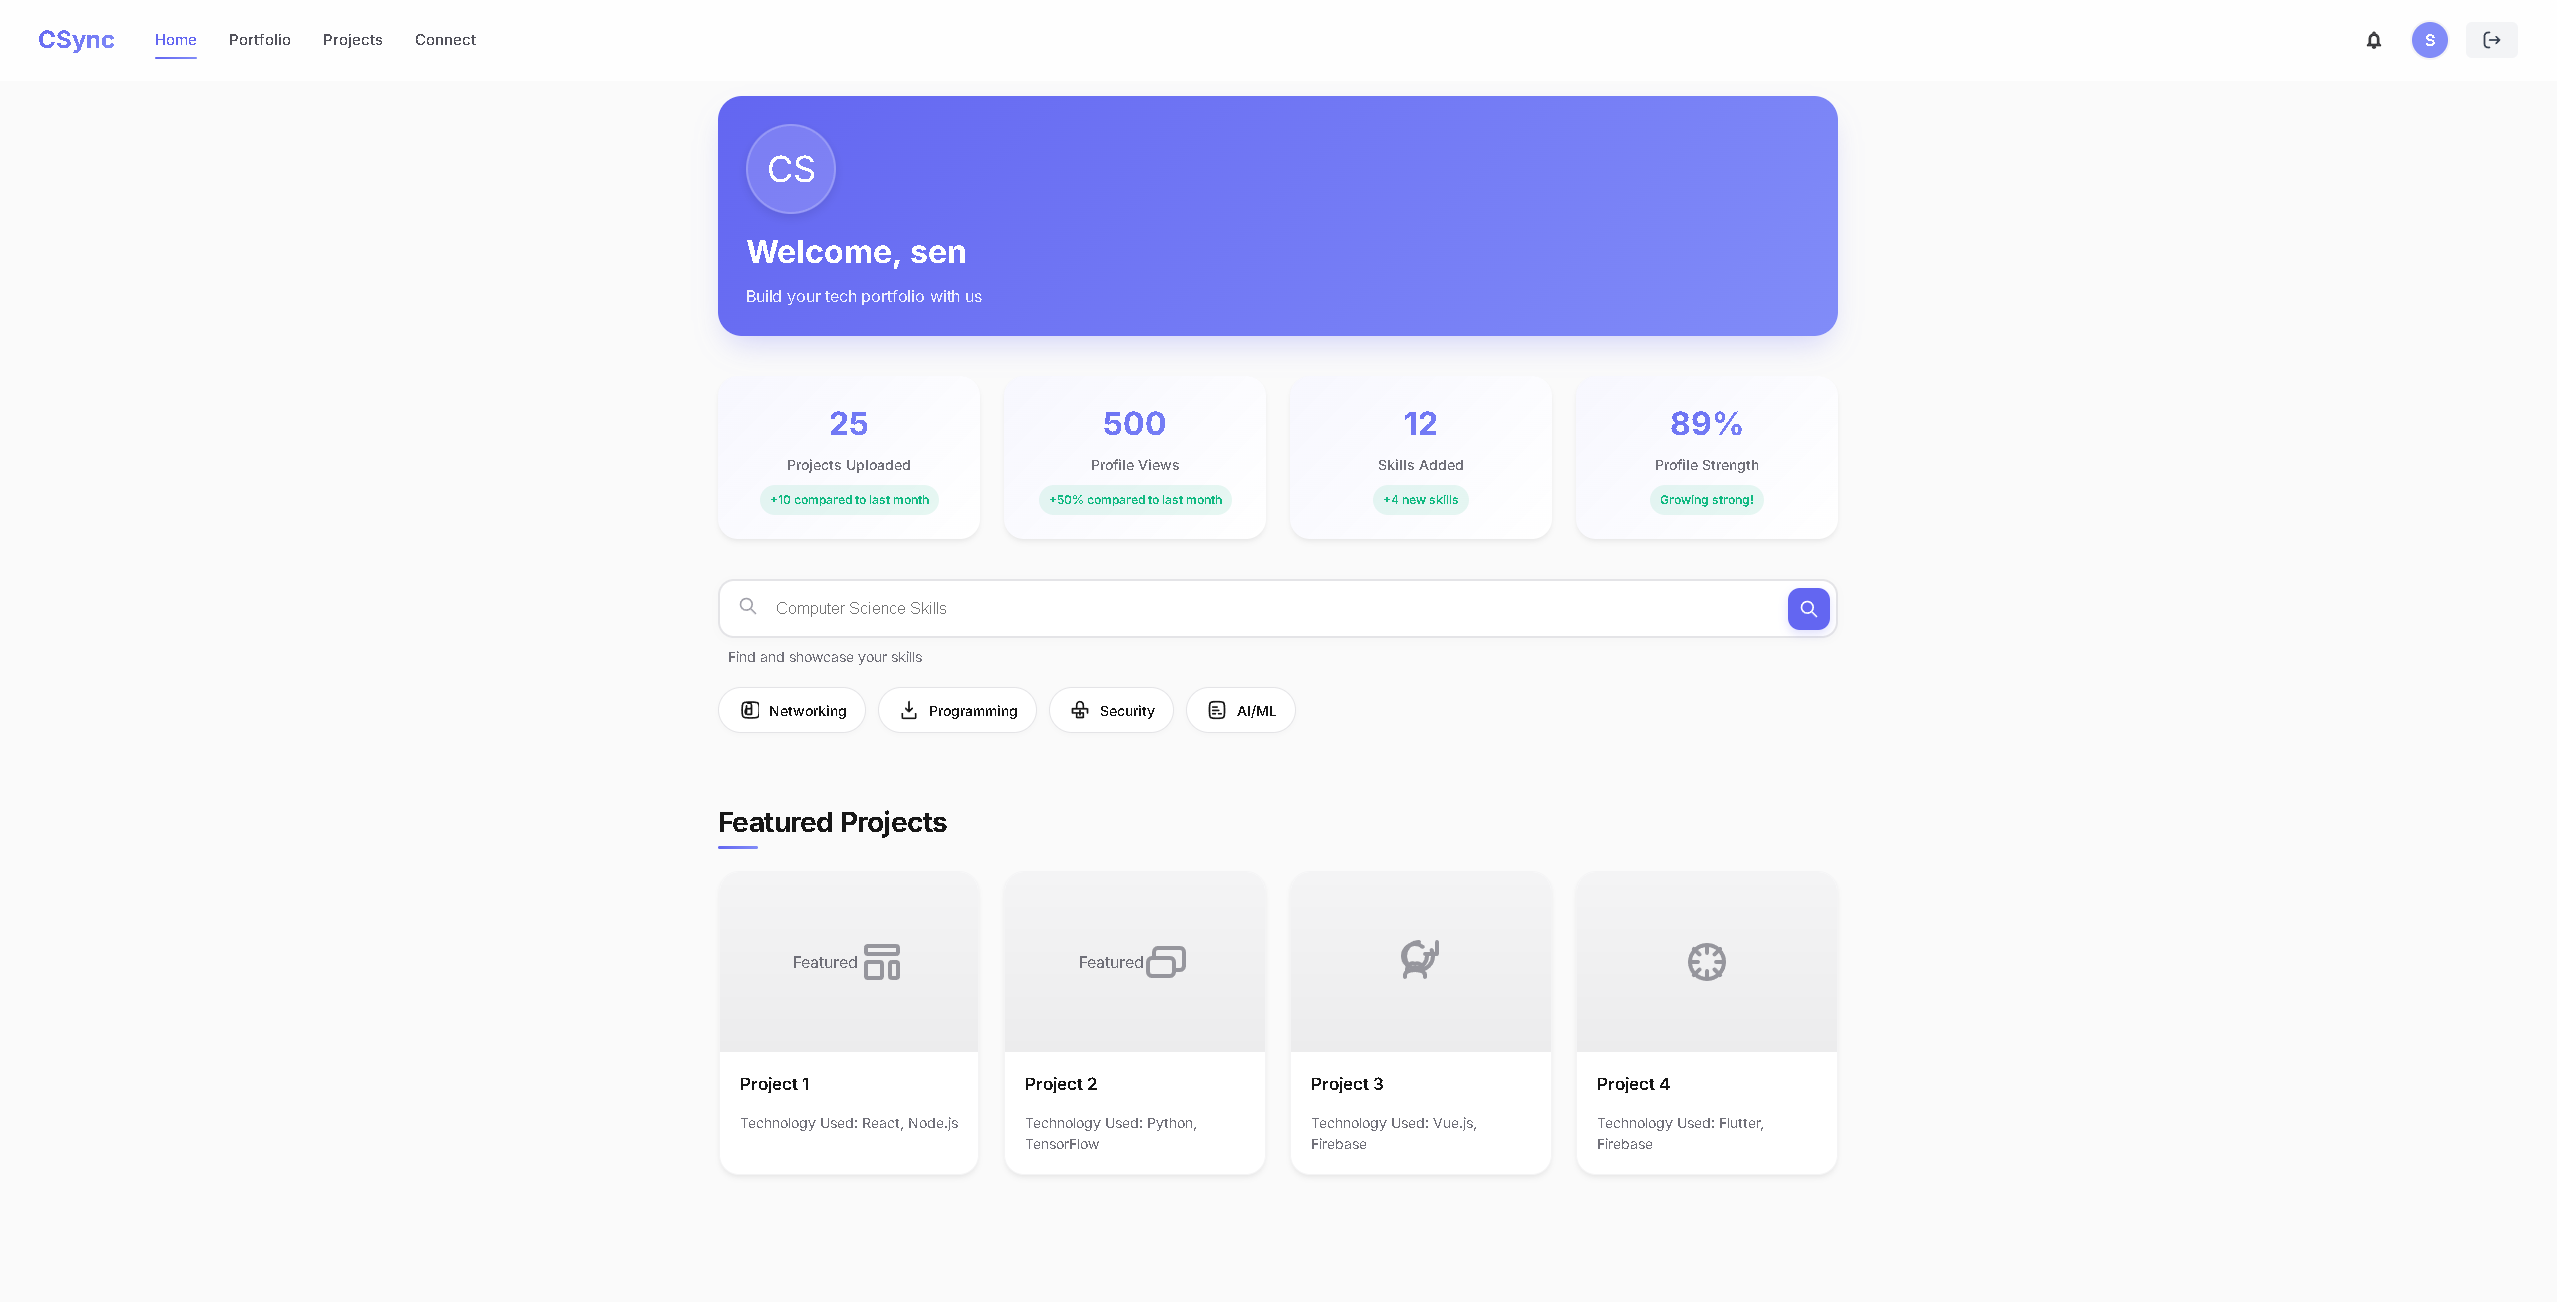 CSync
Home
Portfolio
Projects
Connect
S
CS
Welcome, sen
Build your tech portfolio with us
25
Projects Uploaded
+10 compared to last month
500
Profile Views
+50% compared to last month
12
Skills Added
+4 new skills
89%
Profile Strength
Growing strong!
Computer Science Skills
Find and showcase your skills
Networking
Programming
Security
AI/ML
Featured Projects
Featured
Project 1
Technology Used: React, Node.js
Featured
Project 2
Technology Used: Python,
TensorFlow
Project 3
Technology Used: Vue.js,
Firebase
Project 4
Technology Used: Flutter,
Firebase